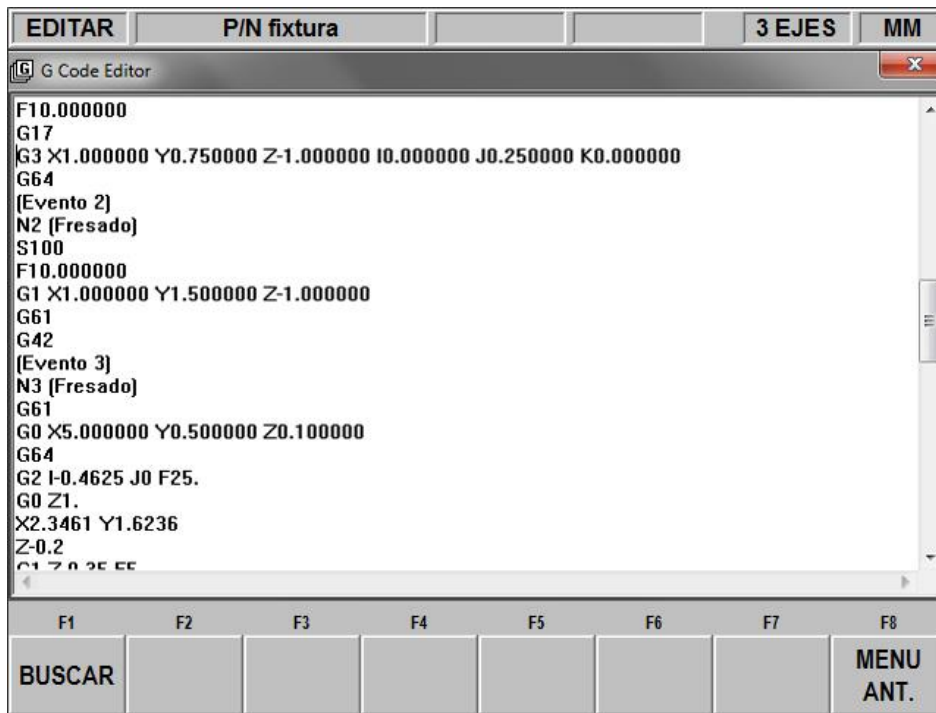 EDITAR P/N fixtura 3 EJES MM
G Code Editor
F10.000000
G17
G3 X1.000000 Y0.750000 Z-1.000000 I0.000000 J0.250000 K0.000000
G64
(Evento 2)
N2 (Fresado)
S100
F10.000000
G1 X1.000000 Y1.500000 Z-1.000000
G61
G42
(Evento 3)
N3 (Fresado)
G61
G0 X5.000000 Y0.500000 Z0.100000
G64
G2 I-0.4625 J0 F25.
G0 Z1.
X2.3461 Y1.6236
Z-0.2
F1 F2 F3 F4 F5 F6 F7 F8
BUSCAR MENU
ANT.